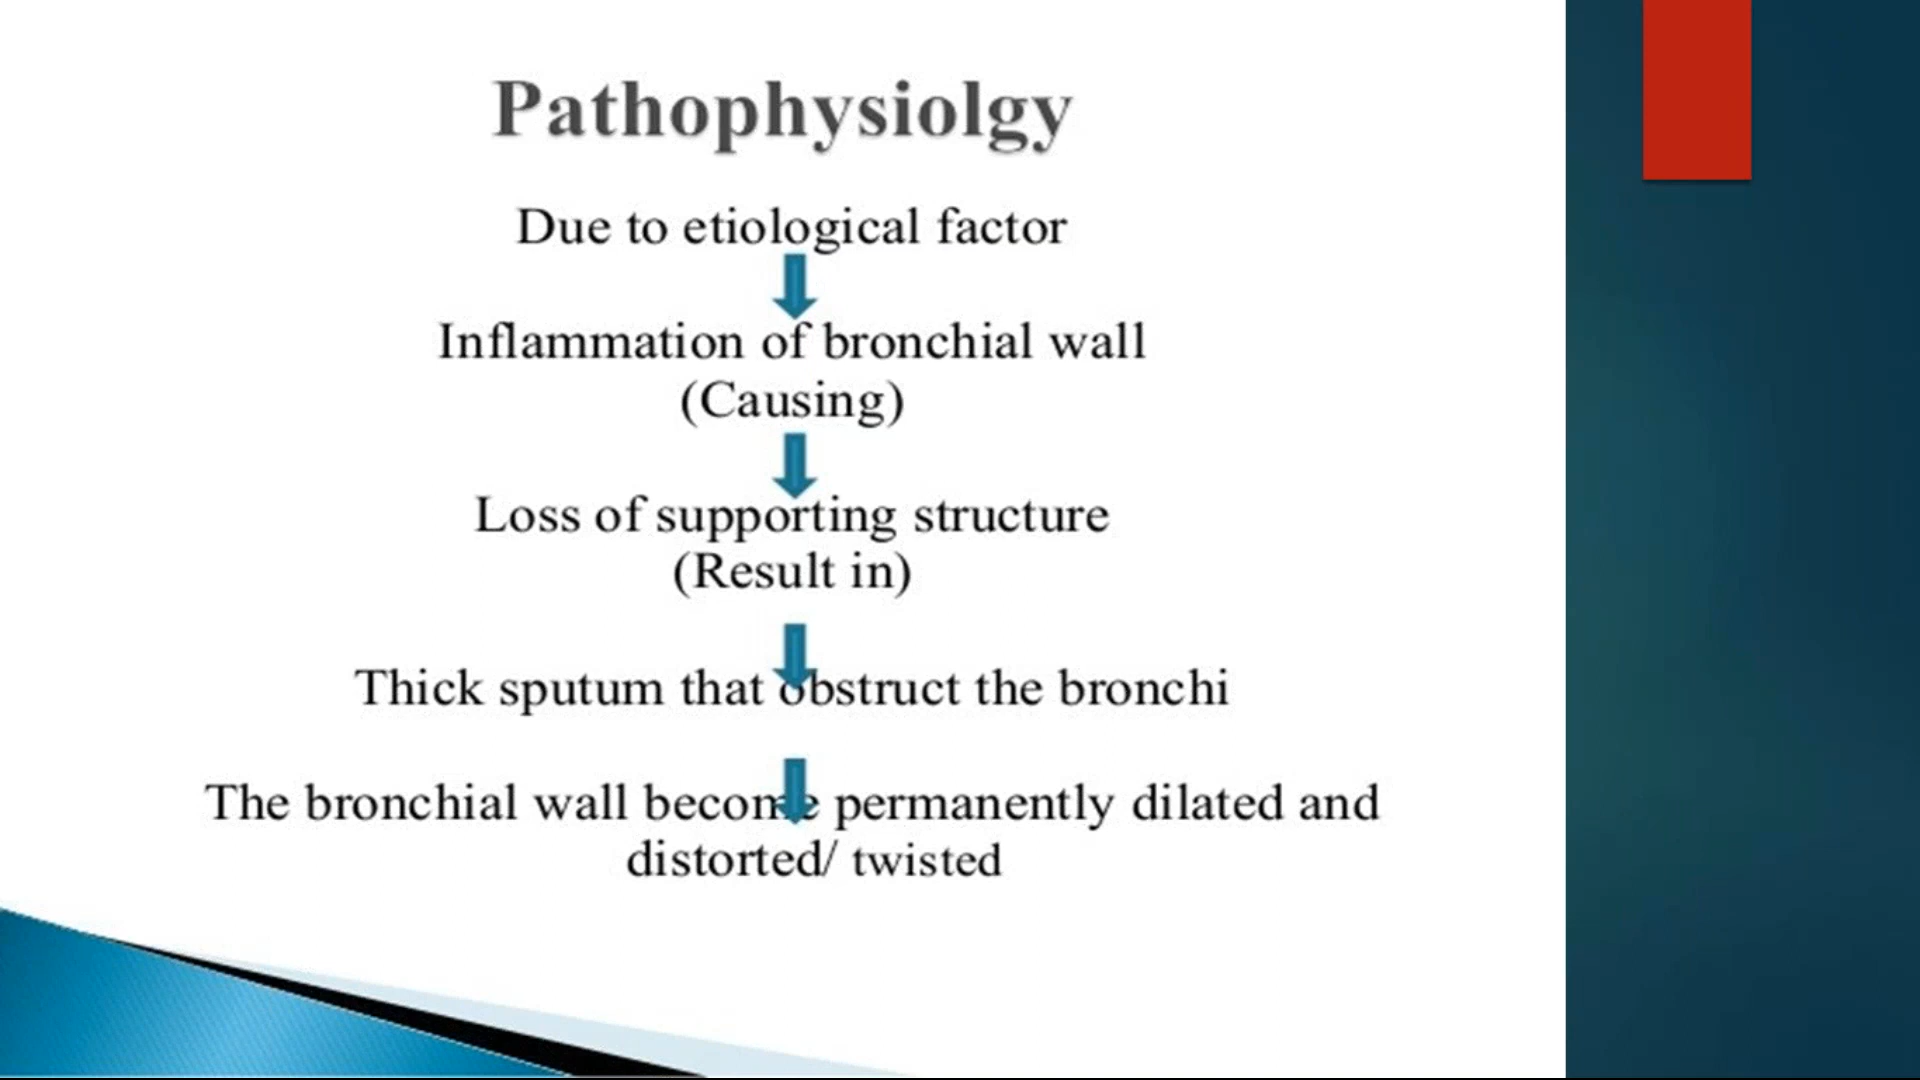 Pathophysiolgy
Due to etiological factor
Inflammation of bronchial wall
(Causing)
Loss of supporting structure
(Result in)
Thick sputum that obstruct the bronchi
The bronchial wall become permanently dilated and
distorted/ twisted